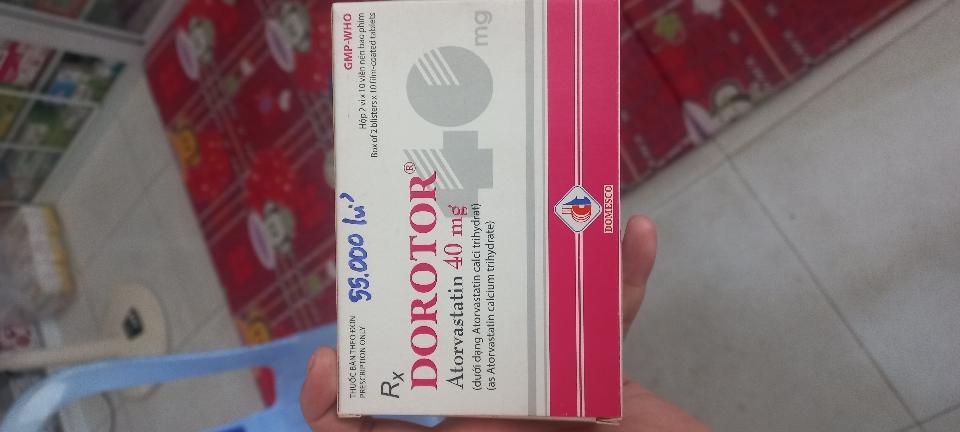 THUỐC BÁN THEO ĐƠN
PRESCRIPTION ONLY
55.000 1 vỉ
GMP-WHO
Hộp 2 vỉ x 10 viên nén bao phim
Box of 2 blisters x 10 film-coated tablets
Rx
DOROTOR®
Atorvastatin 40 mg
40 mg
(dưới dạng Atorvastatin calci trihydrat)
(as Atorvastatin calcium trihydrate)
DOMESCO